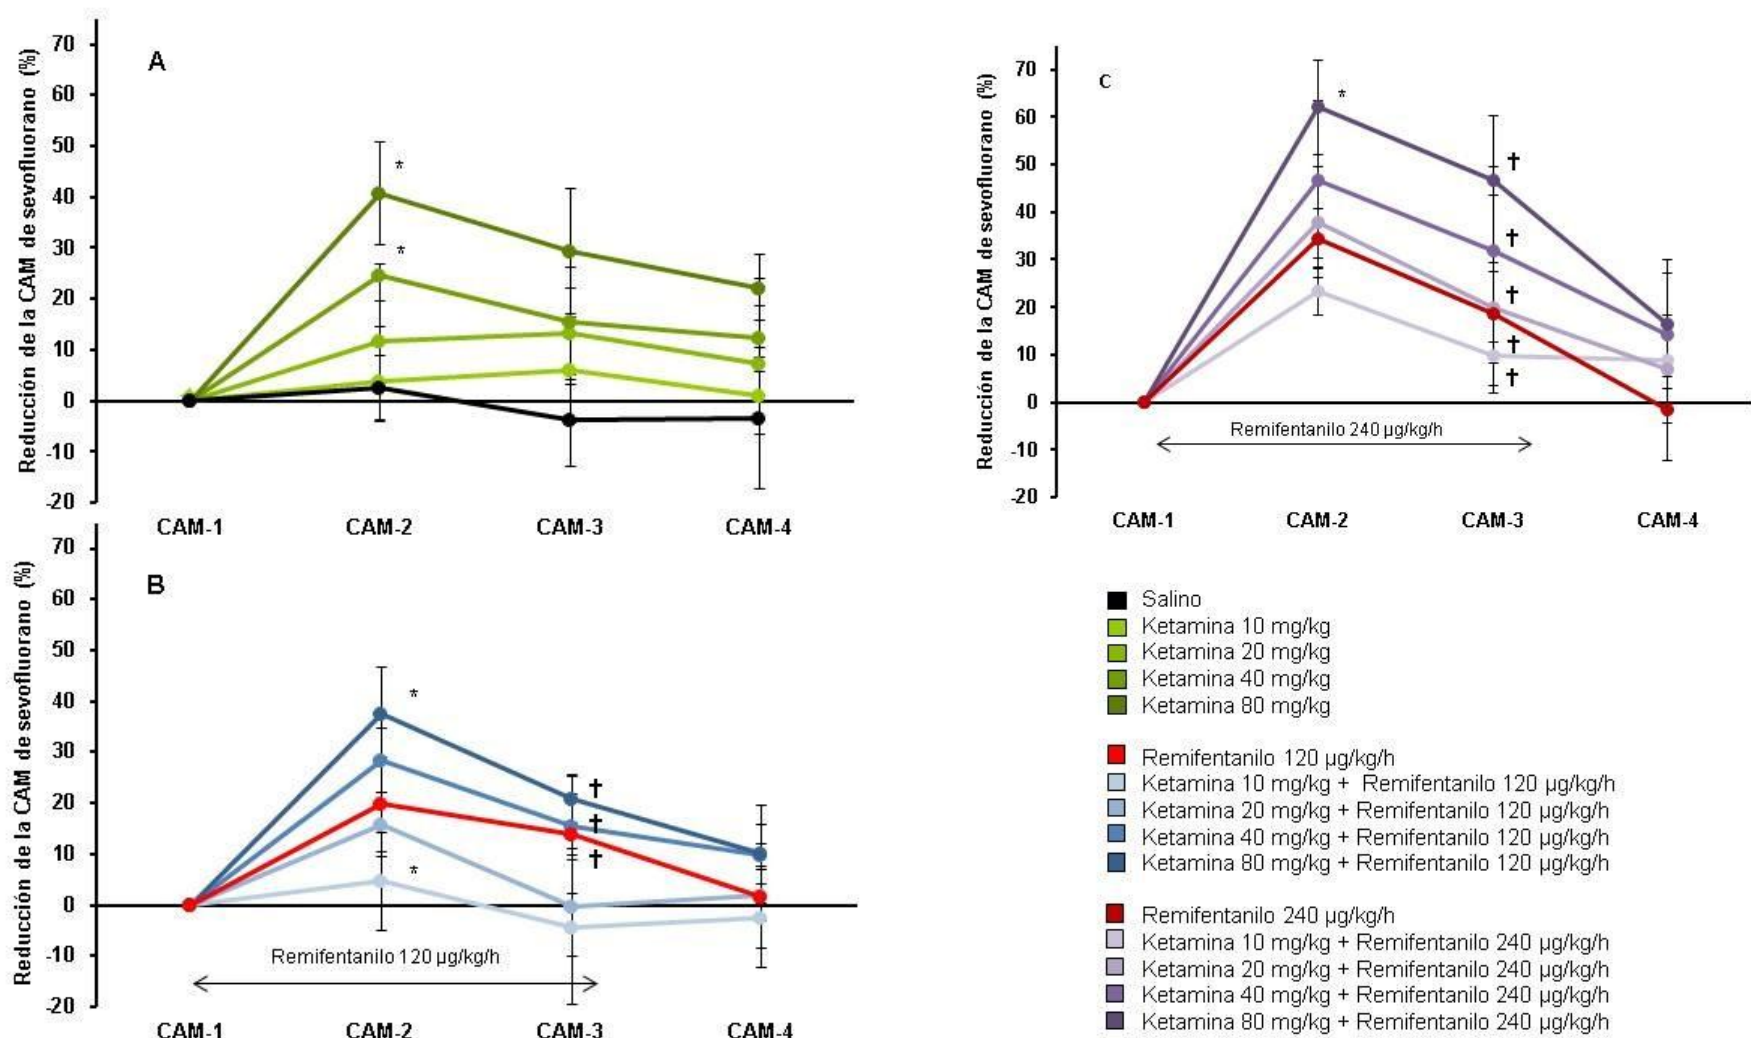 Reducción de la CAM de sevofluorano (%)
A
70
60
50
40
30
20
10
0
-10
-20
*
*
CAM-1 CAM-2 CAM-3 CAM-4
Reducción de la CAM de sevofluorano (%)
B
70
60
50
40
30
20
10
0
-10
-20
*
*
†
†
†
Remifentanilo 120 µg/kg/h
CAM-1 CAM-2 CAM-3 CAM-4
Reducción de la CAM de sevofluorano (%)
C
70
60
50
40
30
20
10
0
-10
-20
*
†
†
†
†
†
Remifentanilo 240 µg/kg/h
CAM-1 CAM-2 CAM-3 CAM-4
Salino
Ketamina 10 mg/kg
Ketamina 20 mg/kg
Ketamina 40 mg/kg
Ketamina 80 mg/kg
Remifentanilo 120 µg/kg/h
Ketamina 10 mg/kg + Remifentanilo 120 µg/kg/h
Ketamina 20 mg/kg + Remifentanilo 120 µg/kg/h
Ketamina 40 mg/kg + Remifentanilo 120 µg/kg/h
Ketamina 80 mg/kg + Remifentanilo 120 µg/kg/h
Remifentanilo 240 µg/kg/h
Ketamina 10 mg/kg + Remifentanilo 240 µg/kg/h
Ketamina 20 mg/kg + Remifentanilo 240 µg/kg/h
Ketamina 40 mg/kg + Remifentanilo 240 µg/kg/h
Ketamina 80 mg/kg + Remifentanilo 240 µg/kg/h